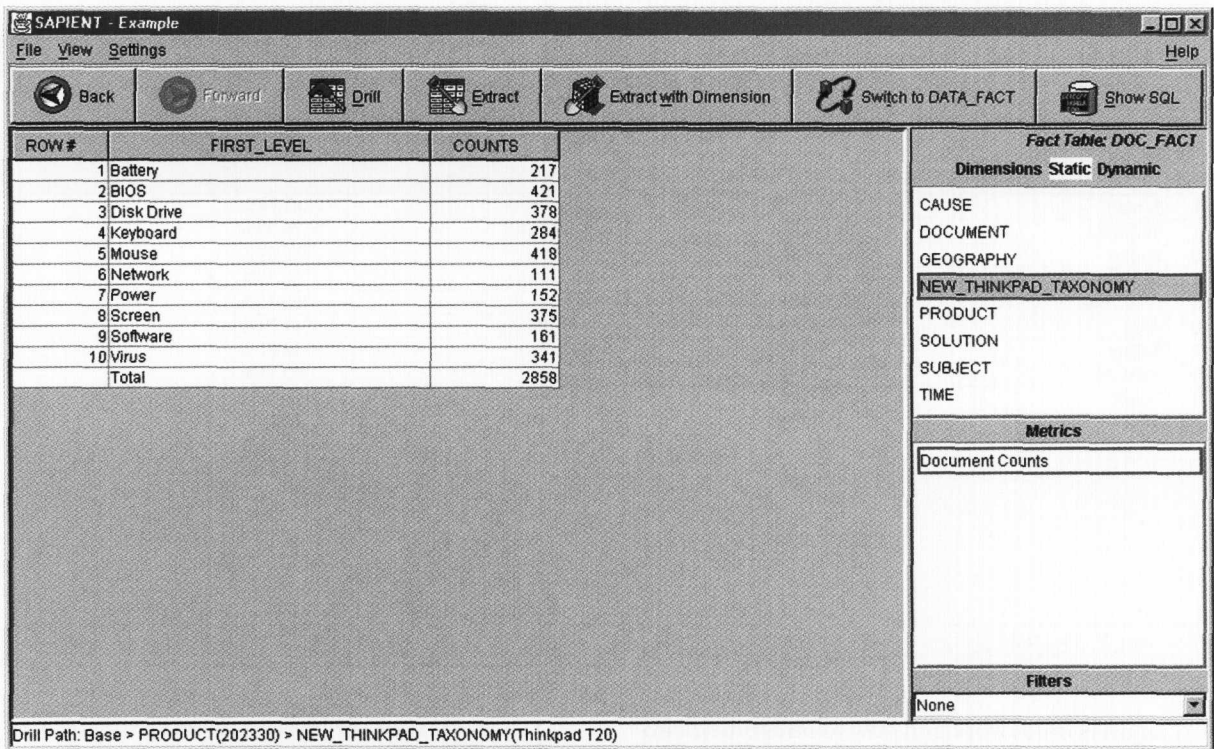 SAPIENT - Example
File View Settings Help
Back Forward Drill Extract Extract with Dimension Switch to DATA_FACT Show SQL
ROW # FIRST_LEVEL COUNTS
1 Battery 217
2 BIOS 421
3 Disk Drive 378
4 Keyboard 284
5 Mouse 418
6 Network 111
7 Power 152
8 Screen 375
9 Software 161
10 Virus 341
Total 2858
Fact Table: DOC_FACT
Dimensions Static Dynamic
CAUSE
DOCUMENT
GEOGRAPHY
NEW_THINKPAD_TAXONOMY
PRODUCT
SOLUTION
SUBJECT
TIME
Metrics
Document Counts
Filters
None
Drill Path: Base > PRODUCT(202330) > NEW_THINKPAD_TAXONOMY(Thinkpad T20)